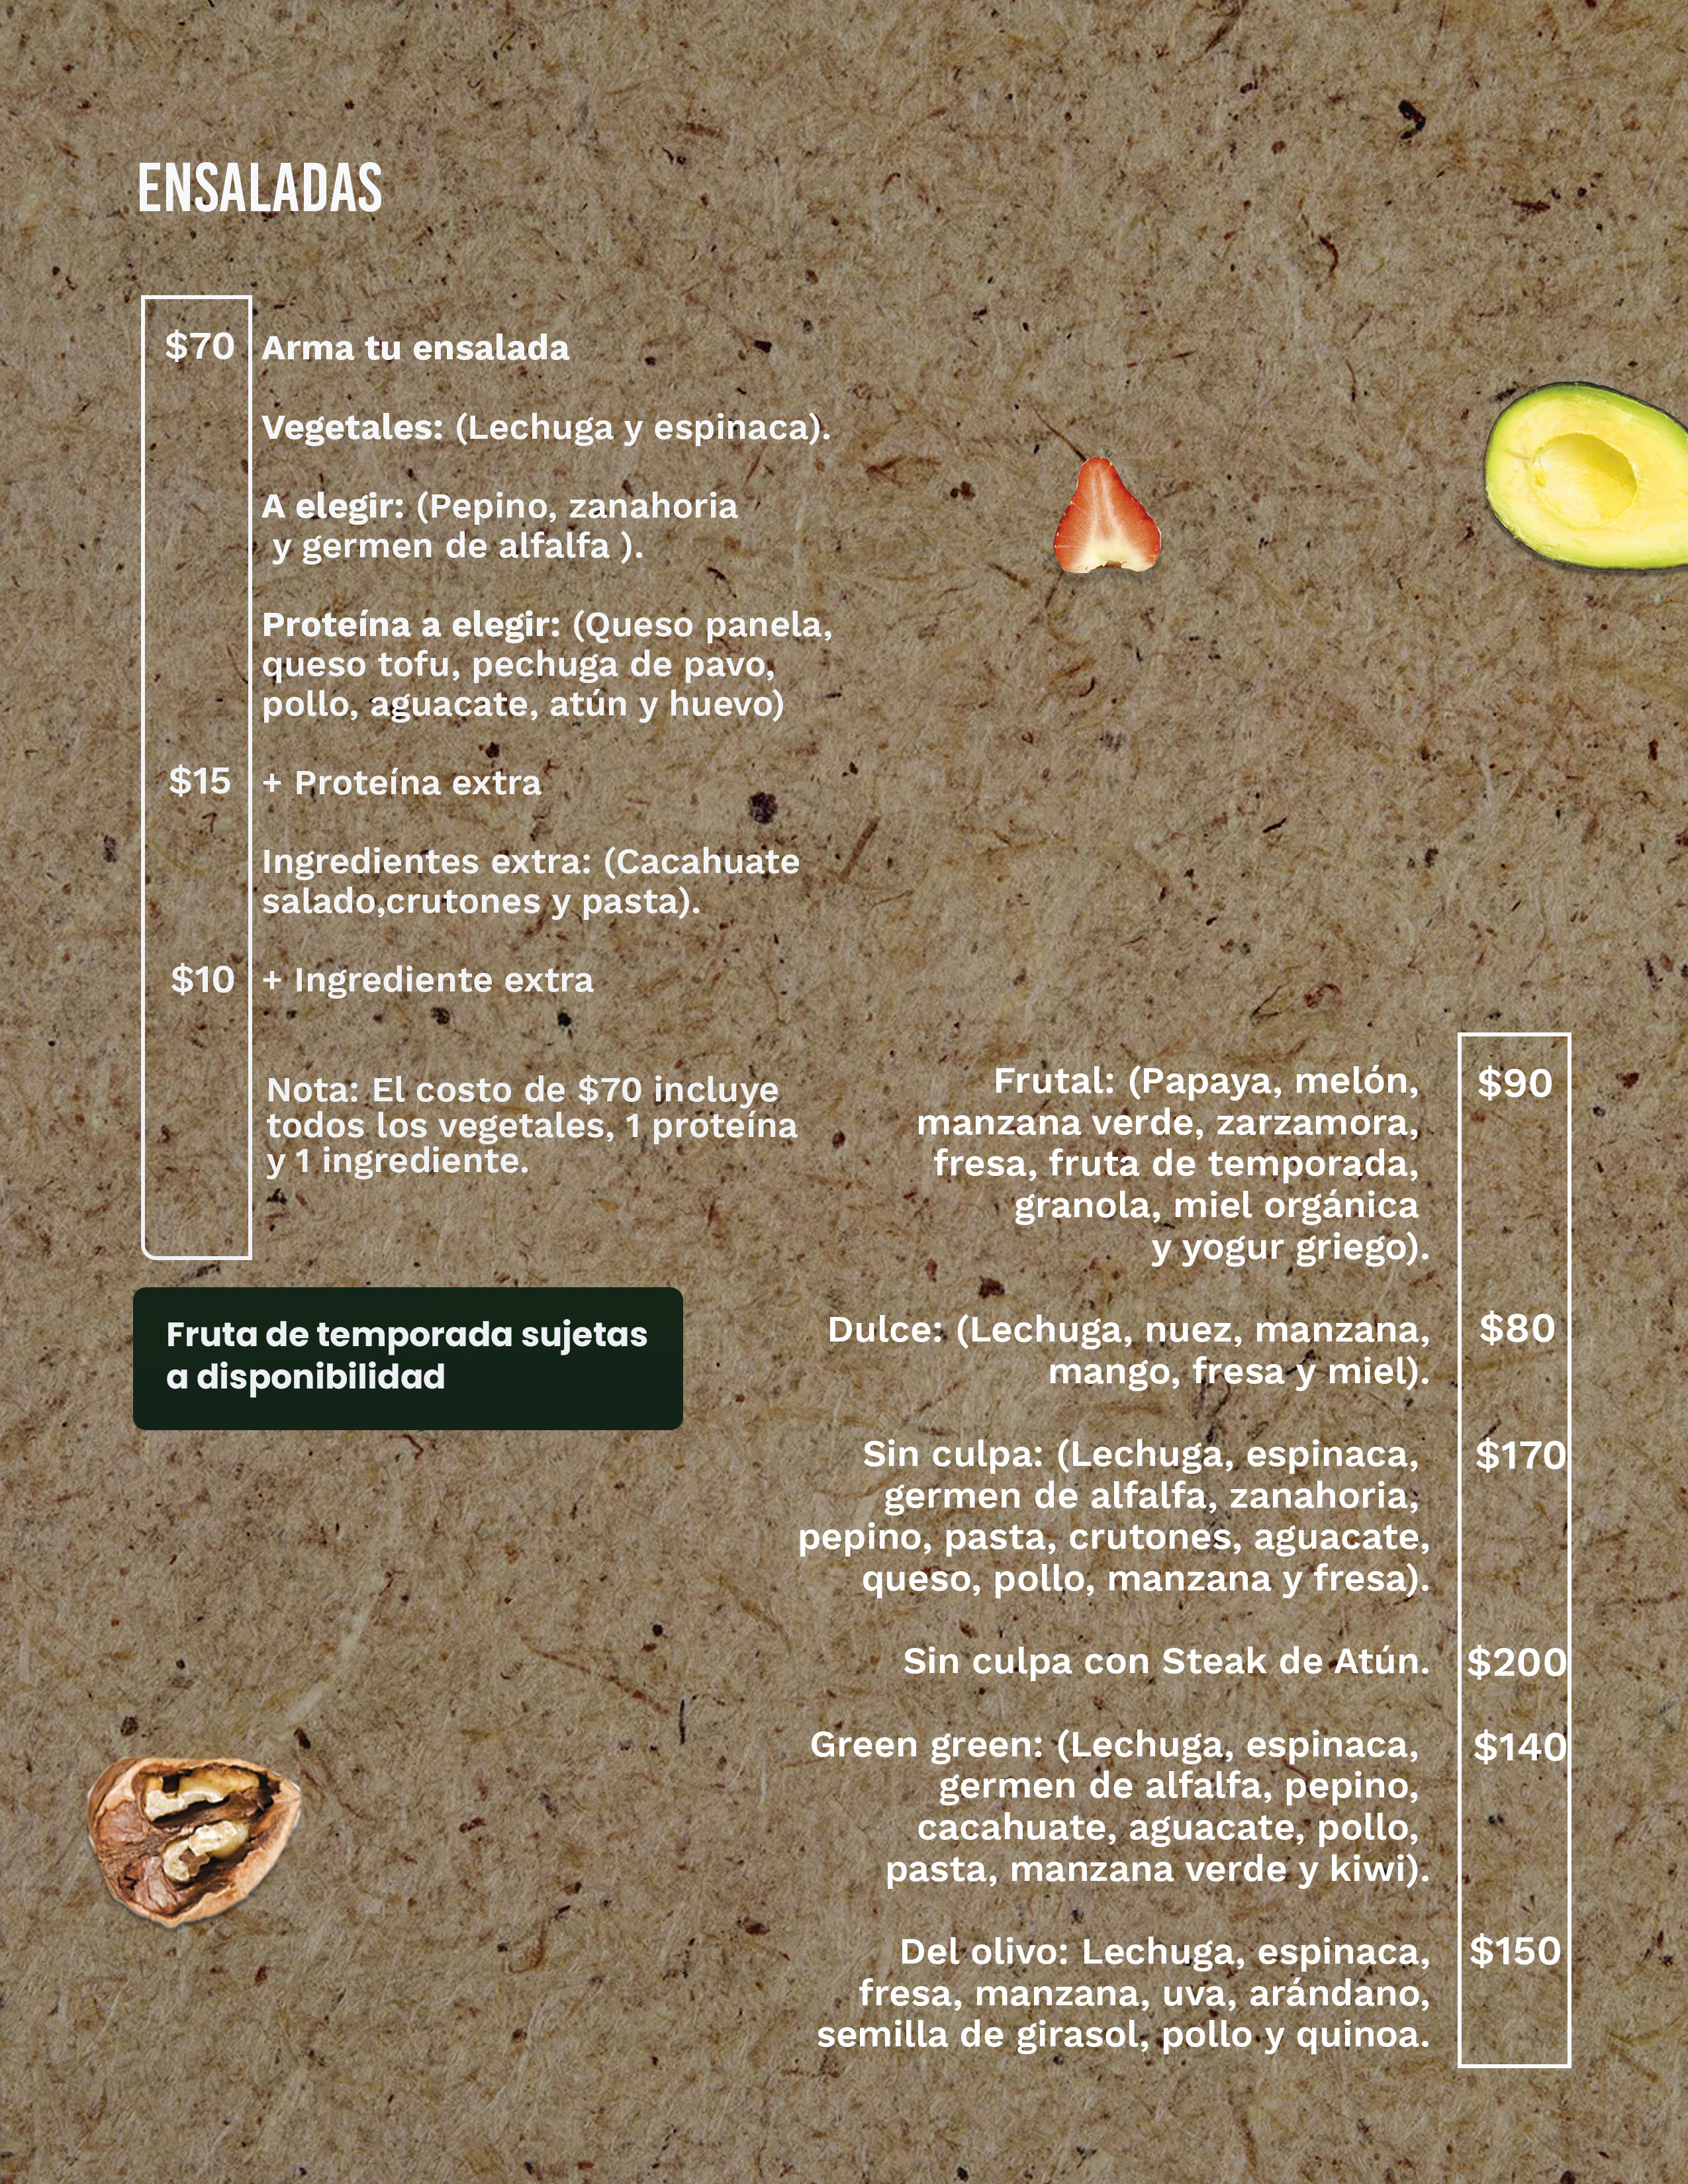 ENSALADAS
$70 Arma tu ensalada
Vegetales: (Lechuga y espinaca).
A elegir: (Pepino, zanahoria
y germen de alfalfa ).
Proteína a elegir: (Queso panela,
queso tofu, pechuga de pavo,
pollo, aguacate, atún y huevo)
$15 + Proteína extra
Ingredientes extra: (Cacahuate
salado,crutones y pasta).
$10 + Ingrediente extra
Nota: El costo de $70 incluye
todos los vegetales, 1 proteína
y 1 ingrediente.
Fruta de temporada sujetas
a disponibilidad
Frutal: (Papaya, melón, $90
manzana verde, zarzamora,
fresa, fruta de temporada,
granola, miel orgánica
y yogur griego).
Dulce: (Lechuga, nuez, manzana, $80
mango, fresa y miel).
Sin culpa: (Lechuga, espinaca, $170
germen de alfalfa, zanahoria,
pepino, pasta, crutones, aguacate,
queso, pollo, manzana y fresa).
Sin culpa con Steak de Atún. $200
Green green: (Lechuga, espinaca, $140
germen de alfalfa, pepino,
cacahuate, aguacate, pollo,
pasta, manzana verde y kiwi).
Del olivo: Lechuga, espinaca, $150
fresa, manzana, uva, arándano,
semilla de girasol, pollo y quinoa.